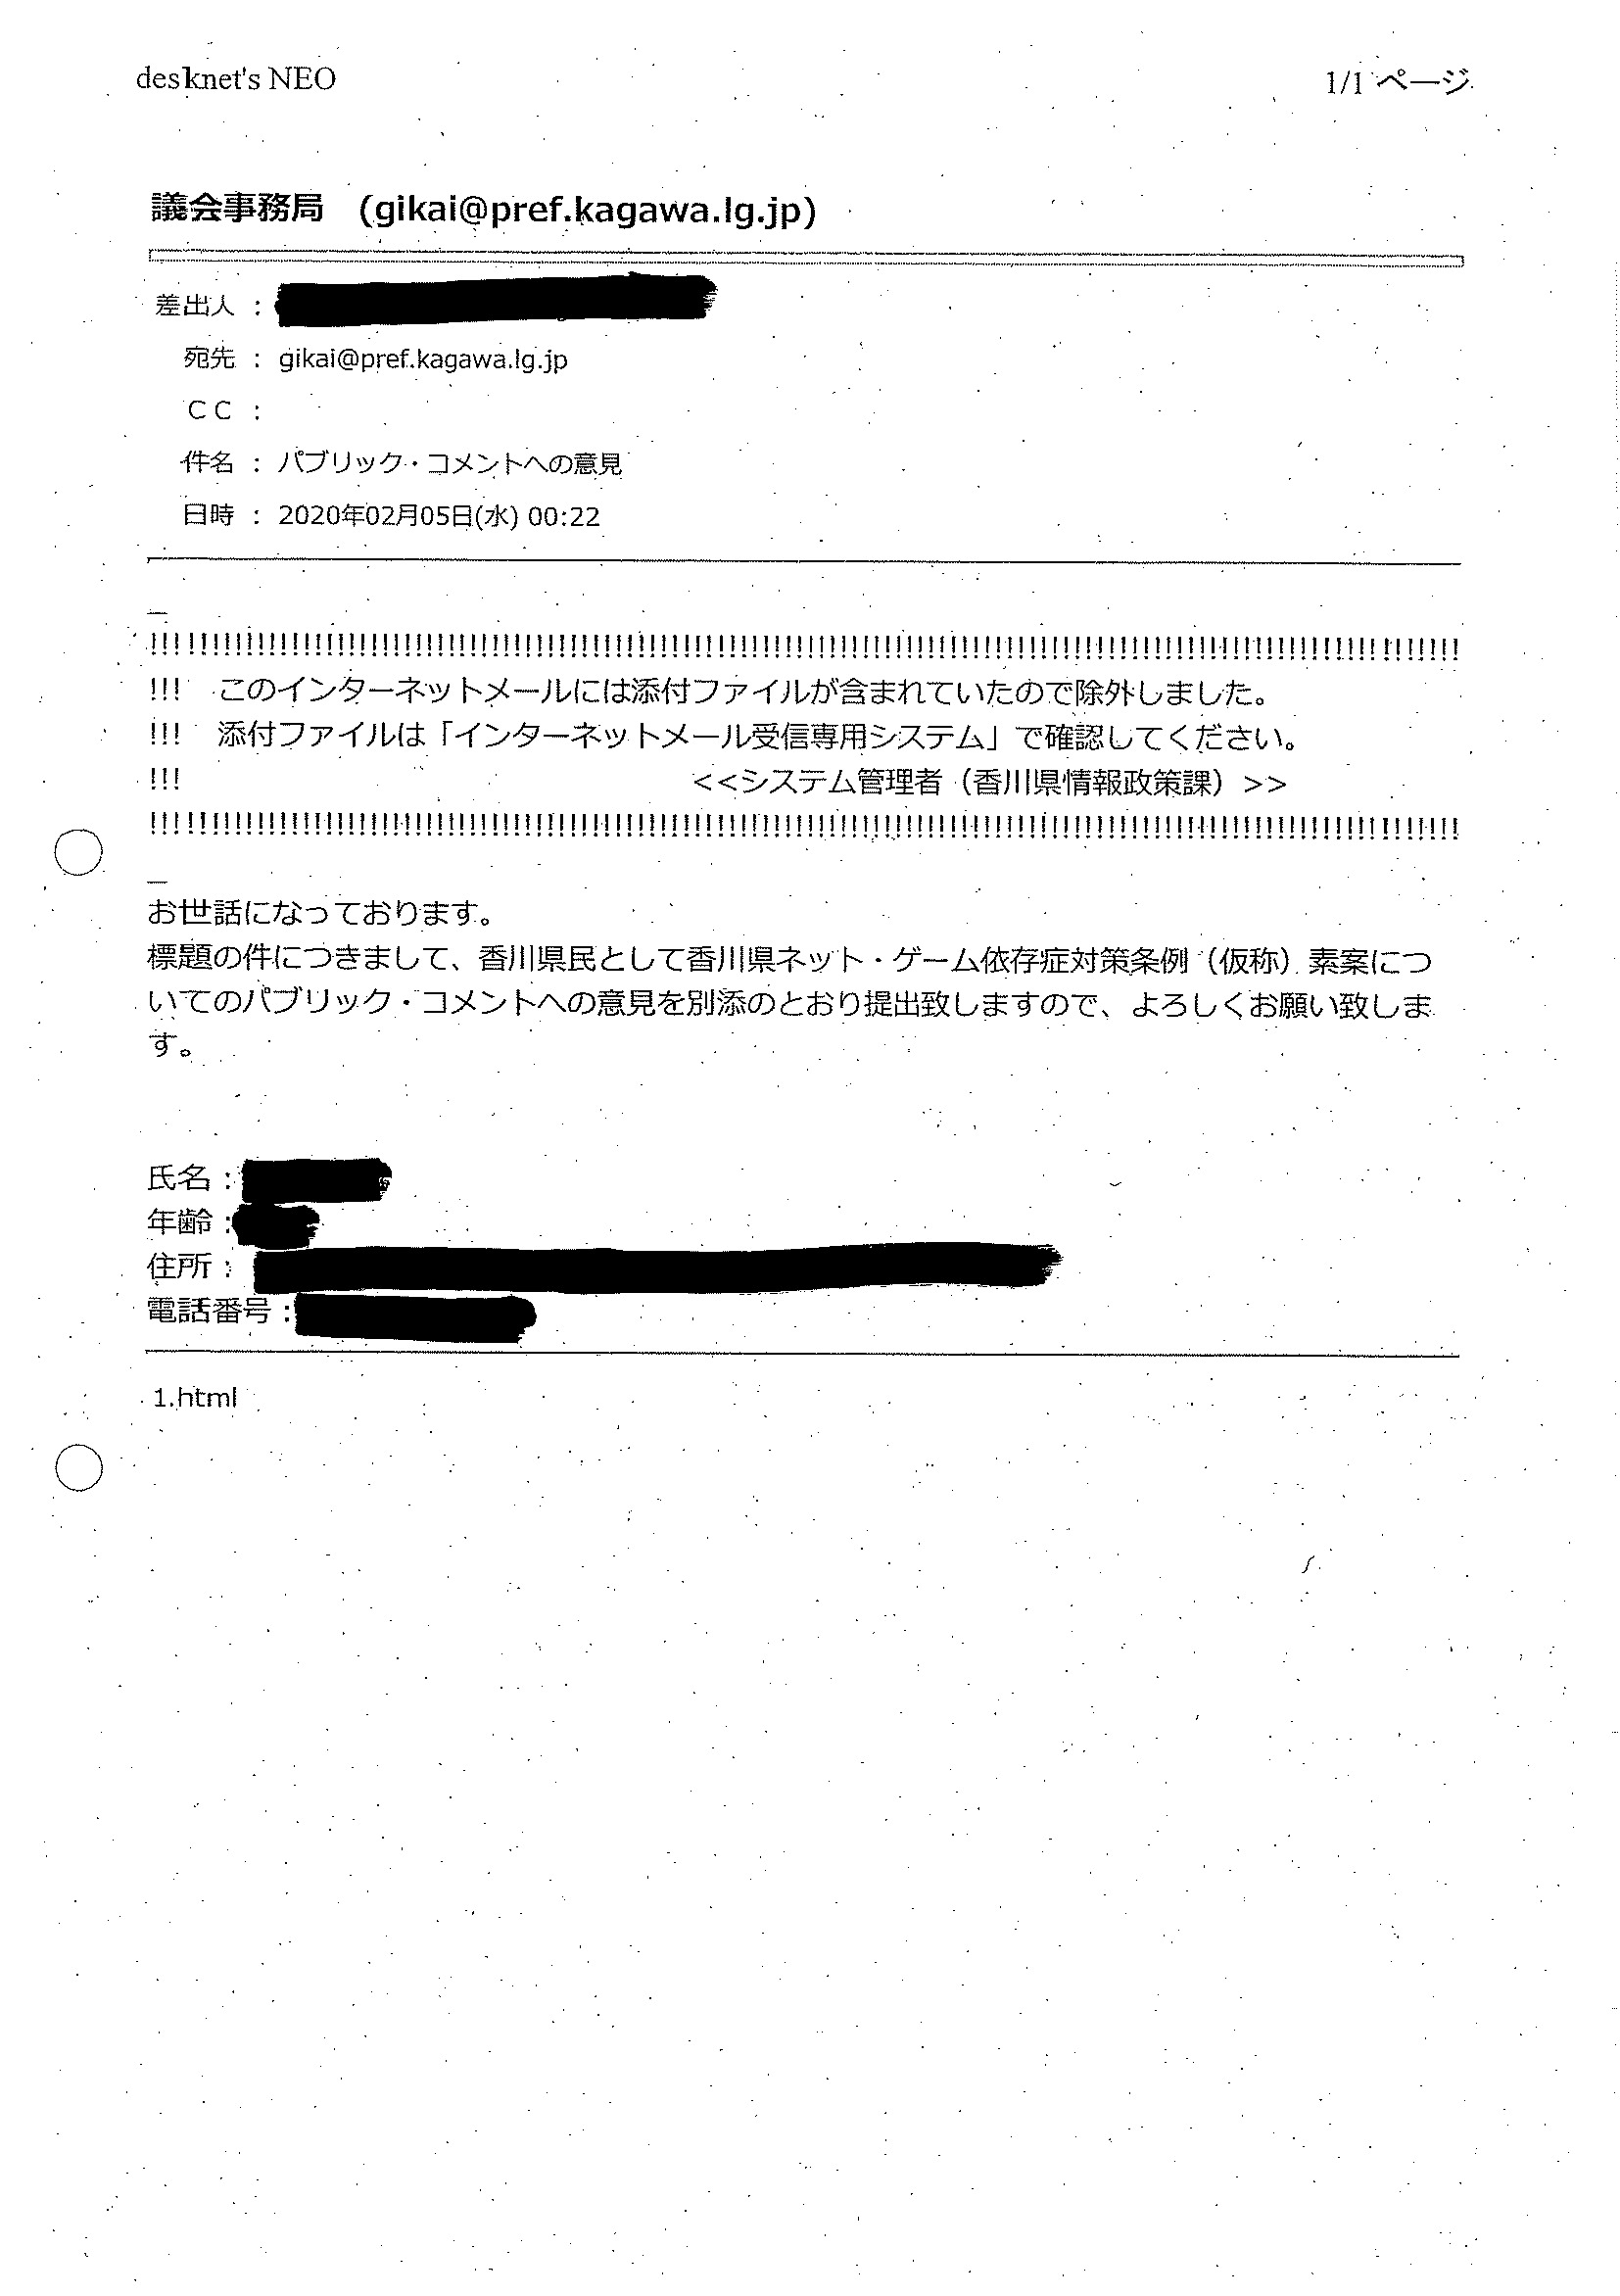 desknet's NEO
1/1 ページ
議会事務局 (gikai@pref.kagawa.lg.jp)
差出人 :
宛先 : gikai@pref.kagawa.lg.jp
CC :
件名 : パブリック・コメントへの意見
日時 : 2020年02月05日(水) 00:22
!!!!!!!!!!!!!!!!!!!!!!!!!!!!!!!!!!!!!!!!!!!!!!!!!!!!!!!!!!!!!!!!!!!!!!!!!!!!!!!!!!!!!!!!!!!!!!!!!!!!!!!!!!!!
!!! このインターネットメールには添付ファイルが含まれていたので除外しました。
!!! 添付ファイルは「インターネットメール受信専用システム」で確認してください。
!!! <<システム管理者（香川県情報政策課）>>
!!!!!!!!!!!!!!!!!!!!!!!!!!!!!!!!!!!!!!!!!!!!!!!!!!!!!!!!!!!!!!!!!!!!!!!!!!!!!!!!!!!!!!!!!!!!!!!!!!!!!!!!!!!!
お世話になっております。
標題の件につきまして、香川県民として香川県ネット・ゲーム依存症対策条例（仮称）素案につ
いてのパブリック・コメントへの意見を別添のとおり提出致しますので、よろしくお願い致しま
す。
氏名 :
年齢 :
住所 :
電話番号 :
1.html